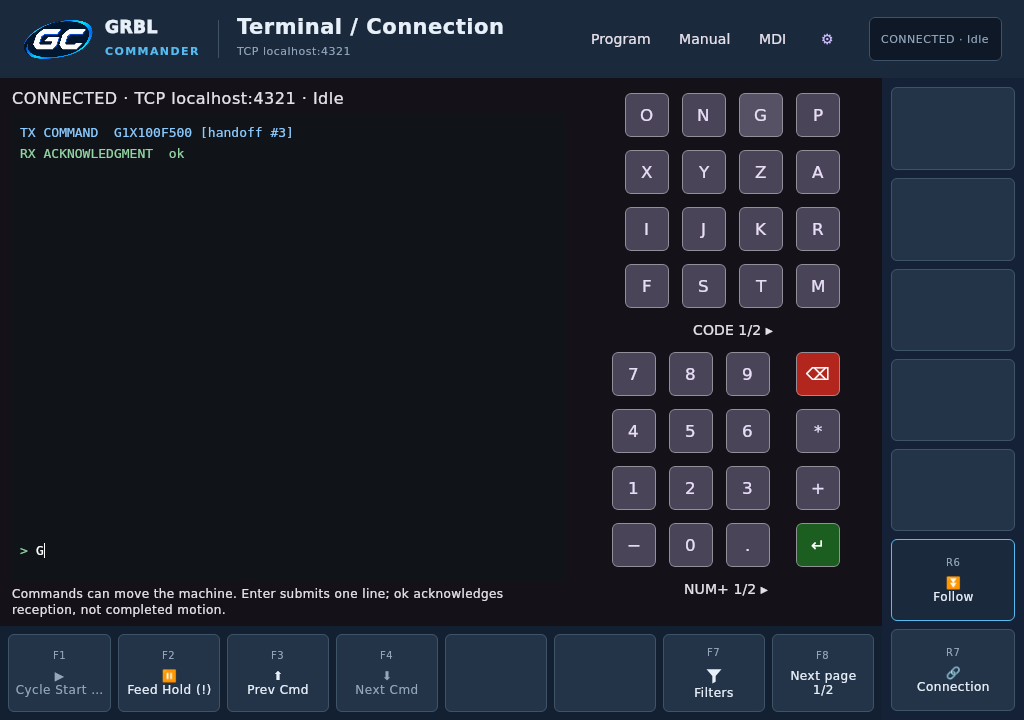 GC
GRBL
COMMANDER
Terminal / Connection
TCP localhost:4321
Program
Manual
MDI
⚙
CONNECTED · Idle
CONNECTED · TCP localhost:4321 · Idle
TX COMMAND  G1X100F500 [handoff #3]
RX ACKNOWLEDGMENT  ok
> G
Commands can move the machine. Enter submits one line; ok acknowledges
reception, not completed motion.
O N G P
X Y Z A
I J K R
F S T M
CODE 1/2 ▸
7 8 9 ⌫
4 5 6 *
1 2 3 +
− 0 . ↵
NUM+ 1/2 ▸
R6
Follow
R7
Connection
F1
Cycle Start ...
F2
Feed Hold (!)
F3
Prev Cmd
F4
Next Cmd
F7
Filters
F8
Next page
1/2